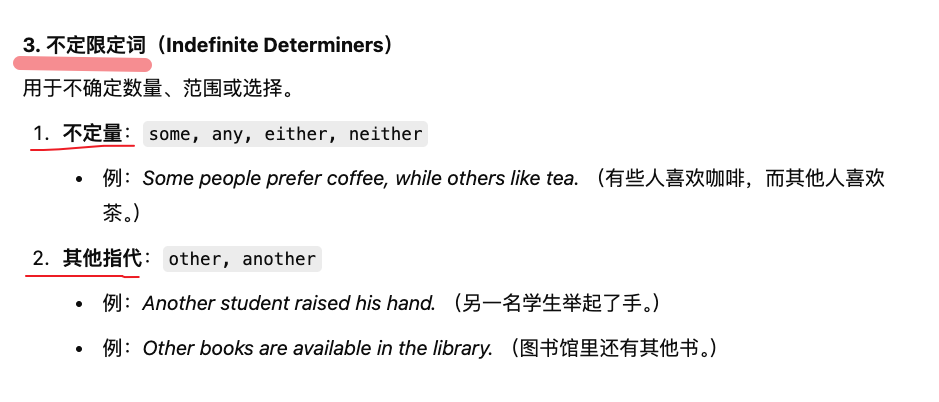 3. 不定限定词（Indefinite Determiners）
用于不确定数量、范围或选择。
1. 不定量： some, any, either, neither
• 例：Some people prefer coffee, while others like tea. （有些人喜欢咖啡，而其他人喜欢
茶。）
2. 其他指代： other, another
• 例：Another student raised his hand. （另一名学生举起了手。）
• 例：Other books are available in the library. （图书馆里还有其他书。）